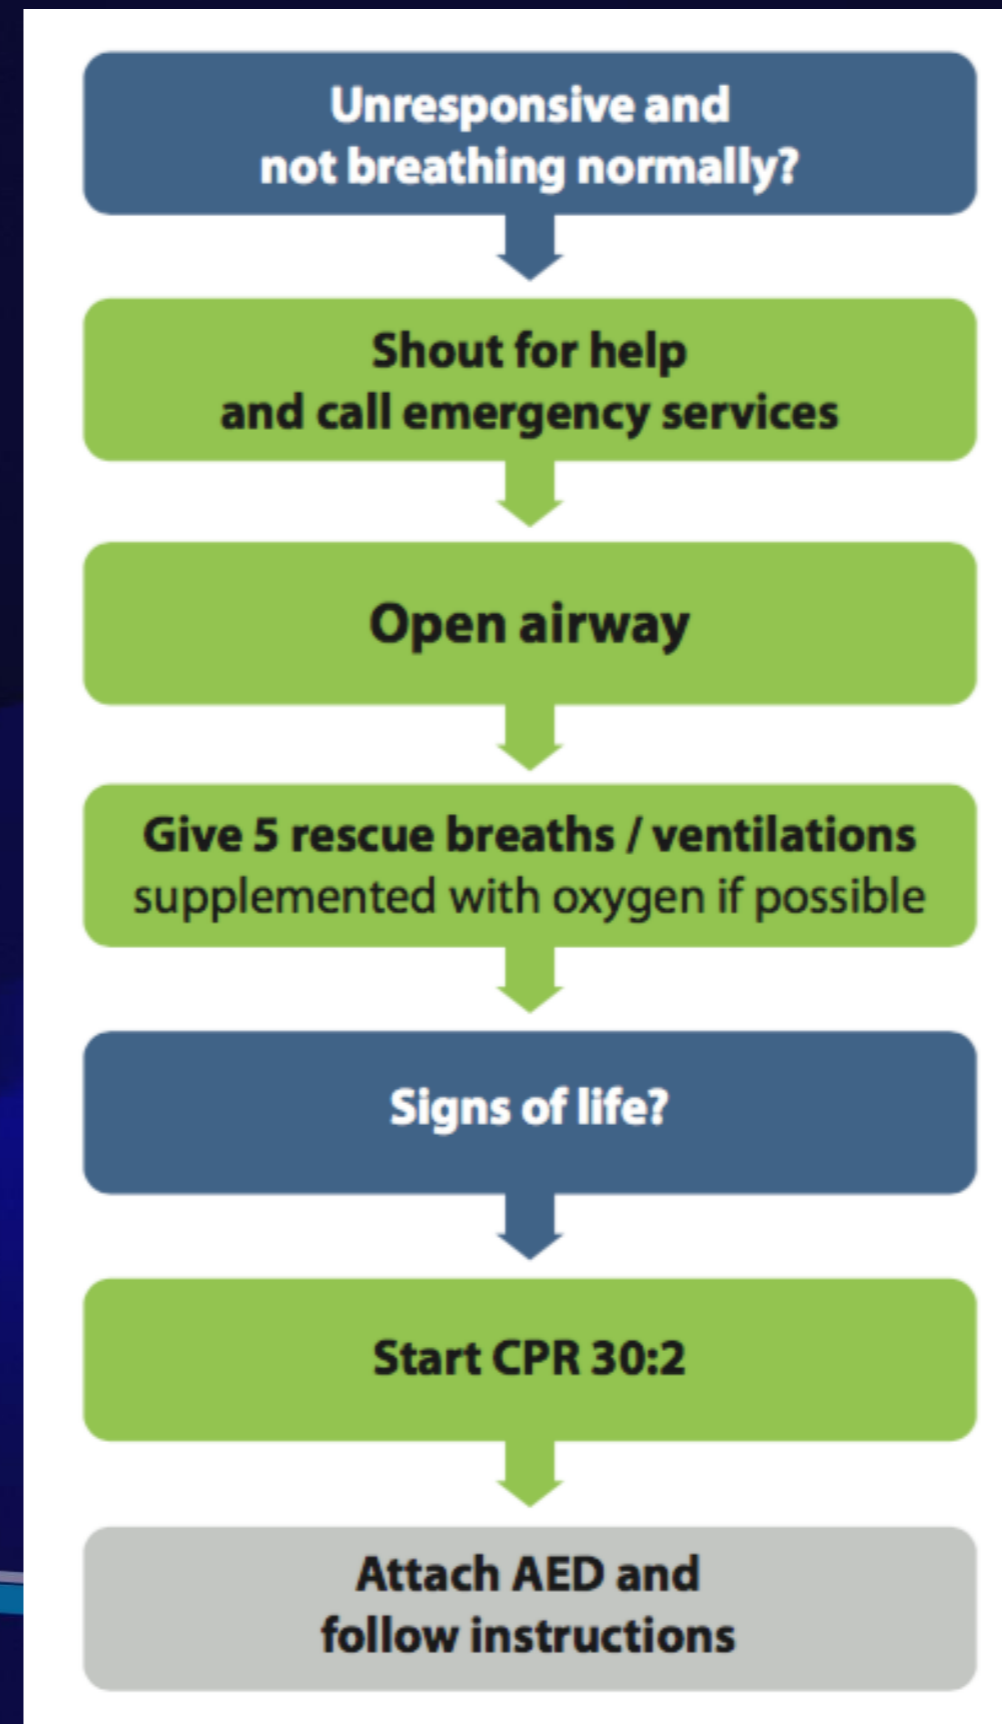 Unresponsive and
not breathing normally?
Shout for help
and call emergency services
Open airway
Give 5 rescue breaths / ventilations
supplemented with oxygen if possible
Signs of life?
Start CPR 30:2
Attach AED and
follow instructions